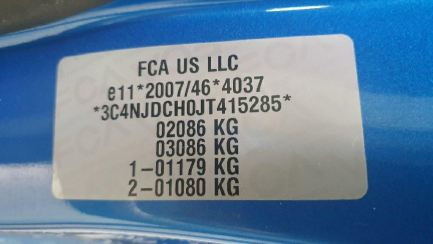 FCA US LLC
e11*2007/46*4037
*3C4NJDCH0JT415285*
02086 KG
03086 KG
1-01179 KG
2-01080 KG